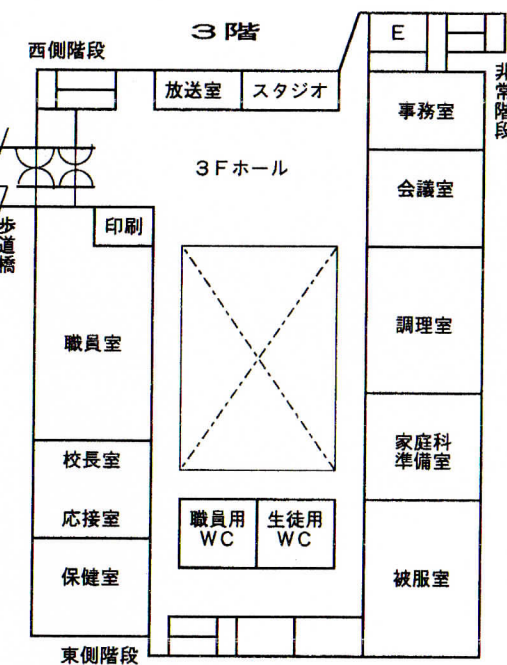 3階
西側階段
E
非常階段
放送室
スタジオ
事務室
3Fホール
会議室
歩道橋
印刷
職員室
調理室
校長室
家庭科
準備室
応接室
職員用
WC
生徒用
WC
保健室
被服室
東側階段